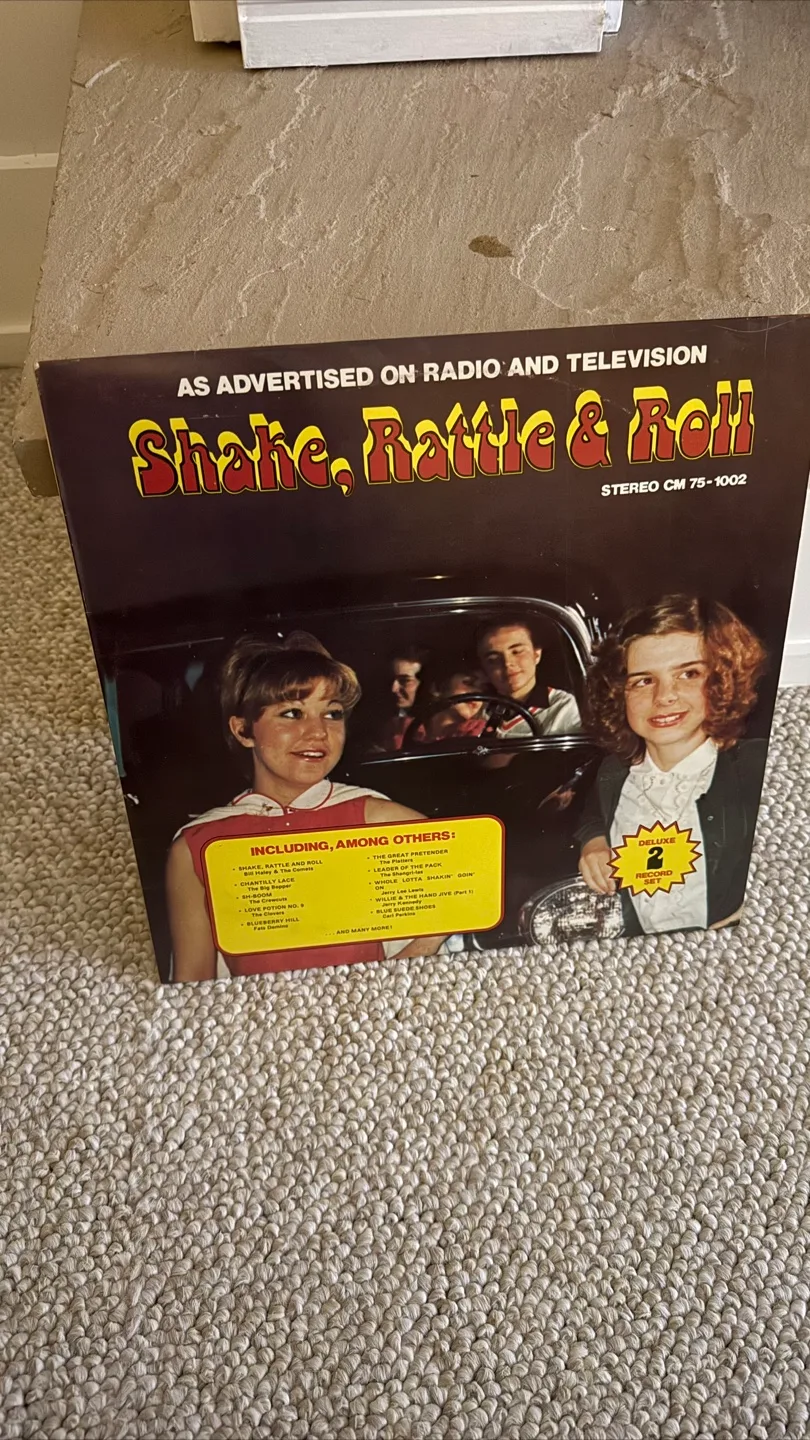 AS ADVERTISED ON RADIO AND TELEVISION
Shake, Rattle & Roll
STEREO CM 75-1002
INCLUDING, AMONG OTHERS:
• SHAKE, RATTLE AND ROLL
Bill Haley & The Comets
• CHANTILLY LACE
The Big Bopper
• SH-BOOM
The Crewcuts
• LOVE POTION NO. 9
The Clovers
• BLUEBERRY HILL
Fats Domino
• THE GREAT PRETENDER
The Platters
• LEADER OF THE PACK
The Shangri-las
• WHOLE LOTTA SHAKIN' GOIN'
ON
Jerry Lee Lewis
• WILLIE & THE HAND JIVE (Part 1)
Jerry Kennedy
• BLUE SUEDE SHOES
Carl Perkins
...AND MANY MORE!
DELUXE
2
RECORD
SET